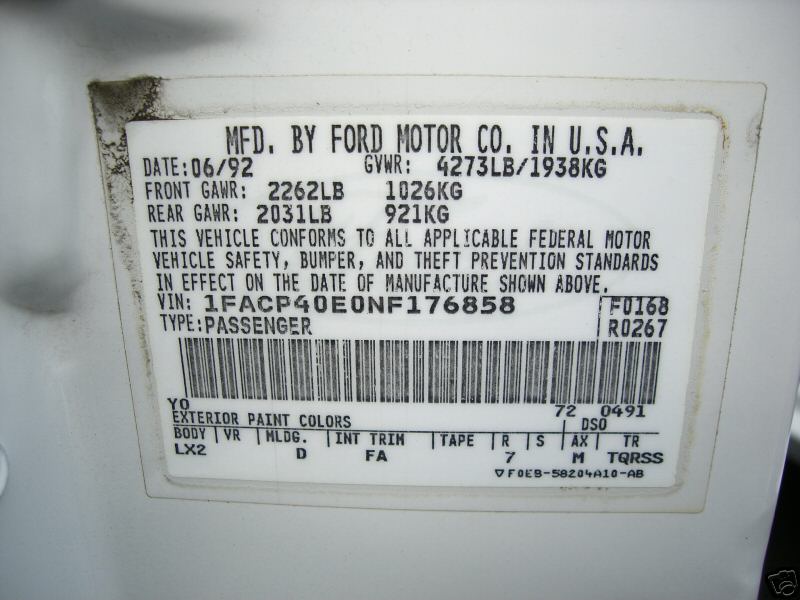 MFD. BY FORD MOTOR CO. IN U.S.A.
DATE: 06/92 GVWR: 4273LB/1938KG
FRONT GAWR: 2262LB 1026KG
REAR GAWR: 2031LB 921KG
THIS VEHICLE CONFORMS TO ALL APPLICABLE FEDERAL MOTOR
VEHICLE SAFETY, BUMPER, AND THEFT PREVENTION STANDARDS
IN EFFECT ON THE DATE OF MANUFACTURE SHOWN ABOVE.
VIN: 1FACP40E0NF176858 F0168
TYPE: PASSENGER R0267
YO 72 0491
EXTERIOR PAINT COLORS DSO
BODY VR MLDG. INT TRIM TAPE R S AX TR
LX2 D FA 7 M TQRSS
▽F0EB-58204A10-AB